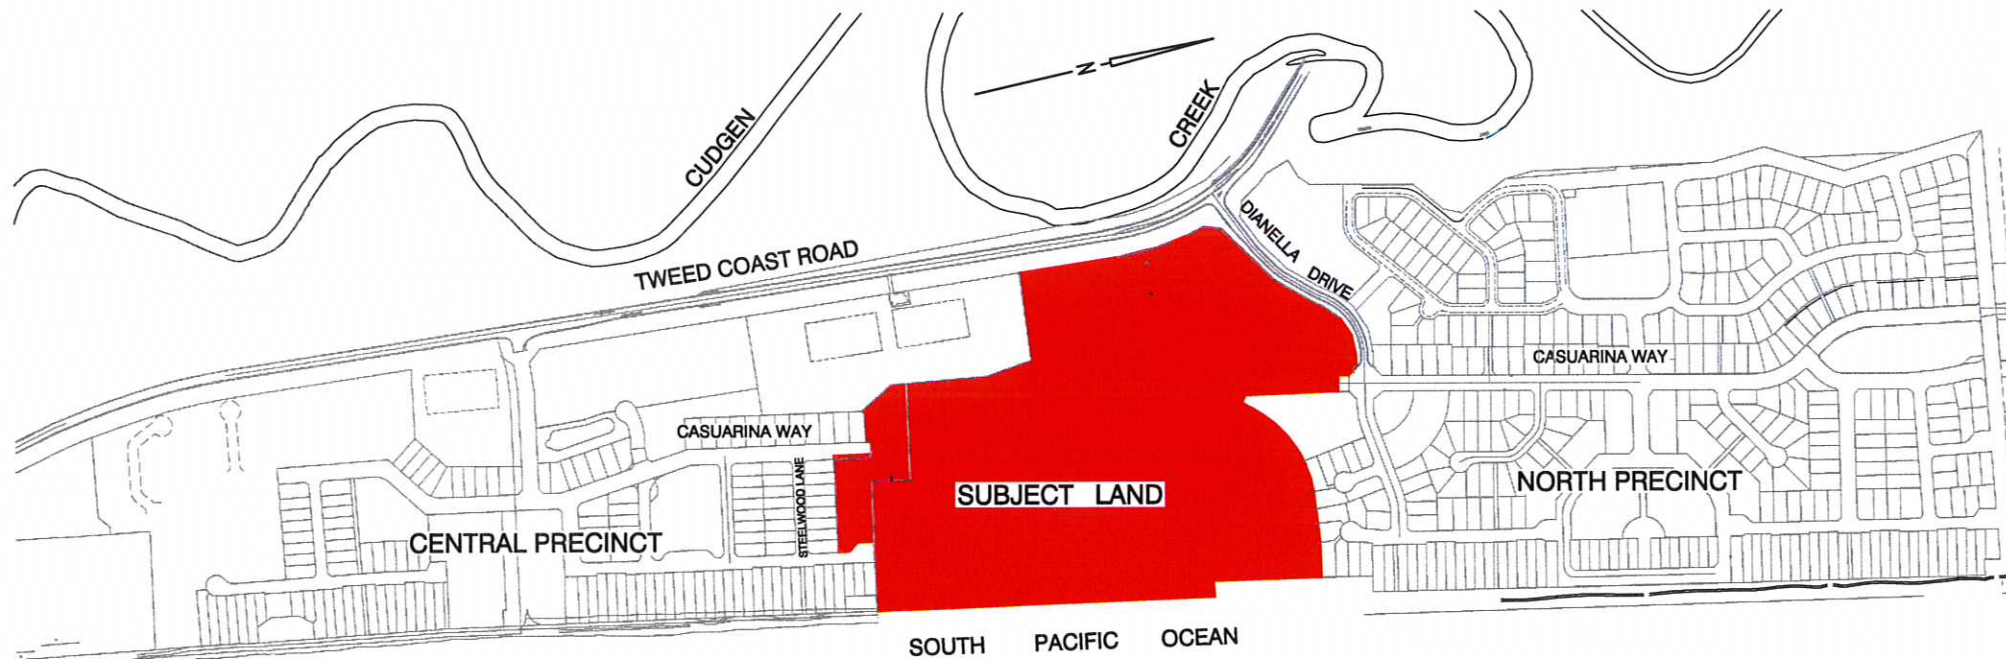 N
CUDGEN
CREEK
TWEED COAST ROAD
DIANELLA DRIVE
CASUARINA WAY
CASUARINA WAY
STEELWOOD LANE
SUBJECT LAND
NORTH PRECINCT
CENTRAL PRECINCT
SOUTH PACIFIC OCEAN